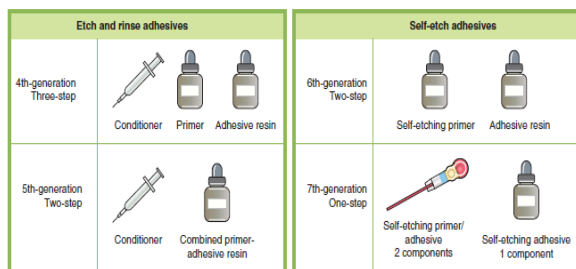 Etch and rinse adhesives
4th-generation
Three-step
Conditioner
Primer
Adhesive resin
5th-generation
Two-step
Conditioner
Combined primer-
adhesive resin
Self-etch adhesives
6th-generation
Two-step
Self-etching primer
Adhesive resin
7th-generation
One-step
Self-etching primer/
adhesive
2 components
Self-etching adhesive
1 component